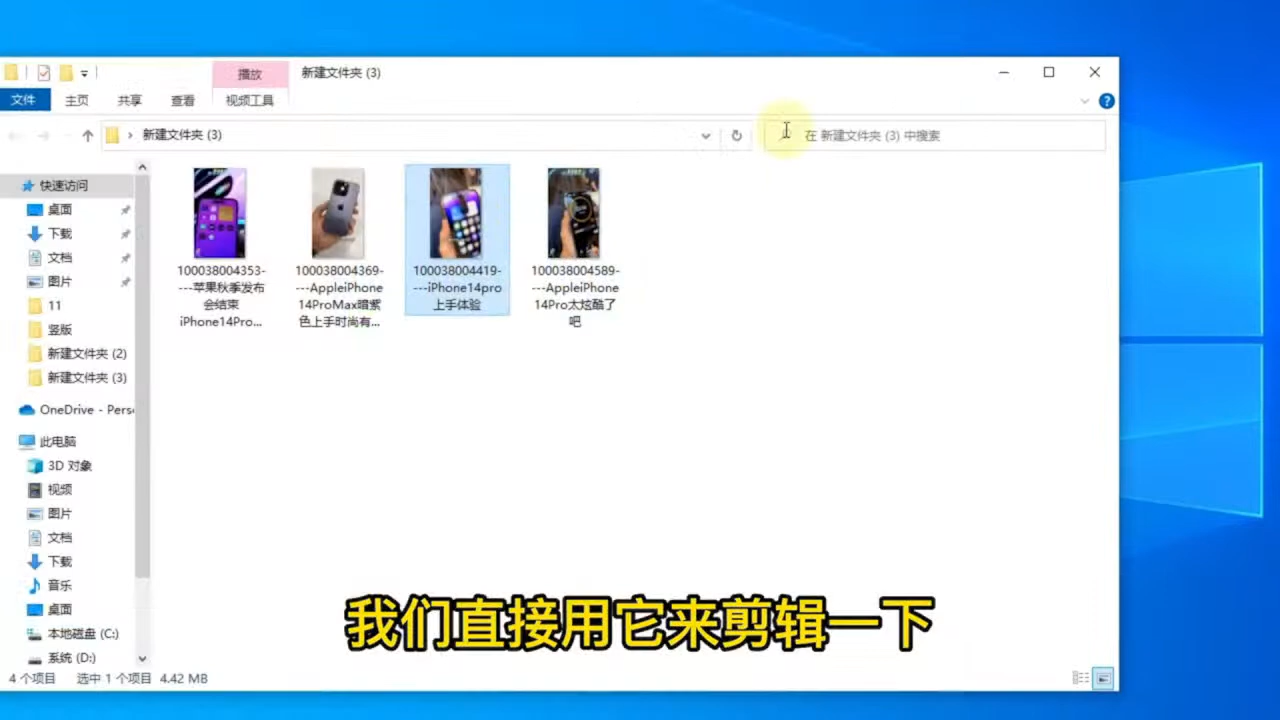 播放
新建文件夹 (3)
文件
主页
共享
查看
视频工具
新建文件夹 (3)
在 新建文件夹 (3) 中搜索
快速访问
桌面
下载
文档
图片
11
竖版
新建文件夹 (2)
新建文件夹 (3)
OneDrive - Pers
此电脑
3D 对象
视频
图片
文档
下载
音乐
桌面
本地磁盘 (C:)
系统 (D:)
100038004353-
---苹果秋季发布
会结束
iPhone14Pro...
100038004369-
---AppleiPhone
14ProMax暗紫
色上手时尚有...
100038004419-
---iPhone14pro
上手体验
100038004589-
---AppleiPhone
14Pro太炫酷了
吧
我们直接用它来剪辑一下
4 个项目
选中 1 个项目 4.42 MB